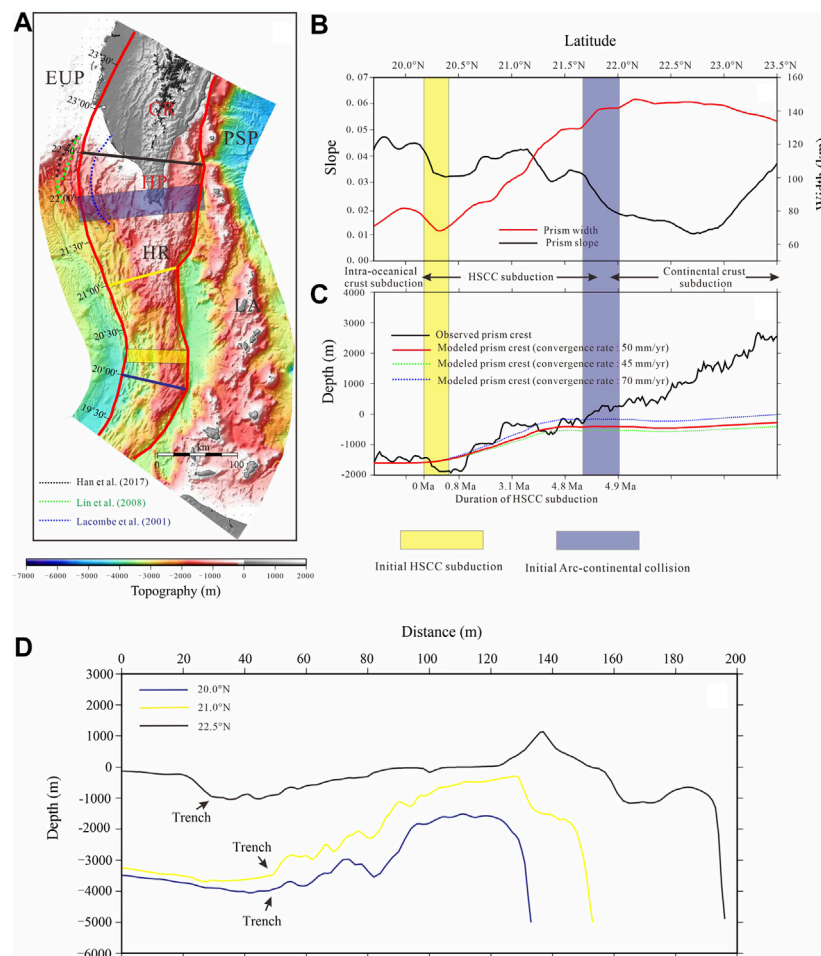 A
EUP
23°30'
23°00'
22°30'
22°00'
21°30'
21°00'
20°30'
20°00'
19°30'
PSP
HP
HR
LA
km
0
100
Han et al. (2017)
Lin et al. (2008)
Lacombe et al. (2001)
−7000 −6000 −5000 −4000 −3000 −2000 −1000 0 1000 2000
Topography (m)
B
Latitude
20.0°N 20.5°N 21.0°N 21.5°N 22.0°N 22.5°N 23.0°N 23.5°N
0.07
0.06
0.05
0.04
0.03
0.02
0.01
0.00
Slope
160
140
120
100
80
60
Width (km)
Prism width
Prism slope
Intra-oceanical
crust subduction
HSCC subduction
Continental crust
subduction
C
4000
3000
2000
1000
0
-1000
-2000
Depth (m)
Observed prism crest
Modeled prism crest (convergence rate : 50 mm/yr)
Modeled prism crest (convergence rate : 45 mm/yr)
Modeled prism crest (convergence rate : 70 mm/yr)
0 Ma 0.8 Ma 3.1 Ma 4.8 Ma 4.9 Ma
Duration of HSCC subduction
Initial HSCC subduction
Initial Arc-continental collision
D
Distance (m)
0 20 40 60 80 100 120 140 160 180 200
3000
2000
1000
0
-1000
-2000
-3000
-4000
-5000
-6000
Depth (m)
20.0°N
21.0°N
22.5°N
Trench
Trench
Trench